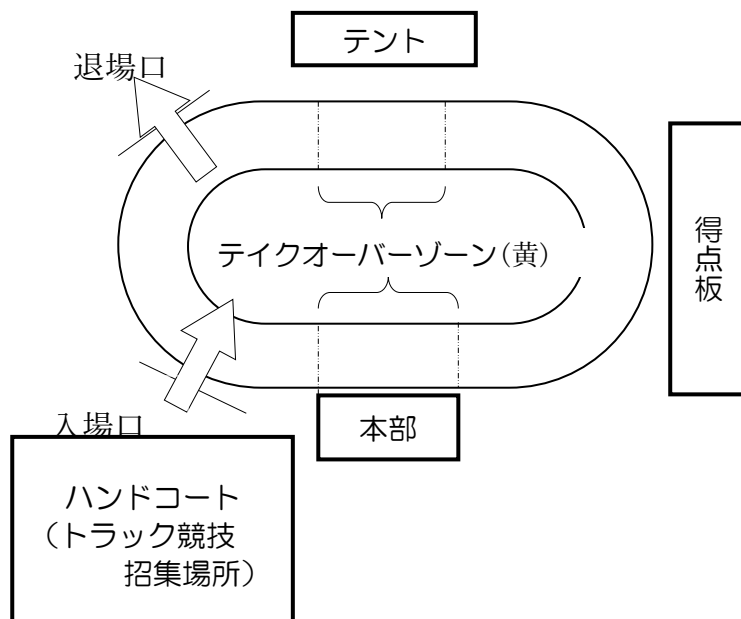 テント
退場口
得点板
テイクオーバーゾーン(黄)
本部
入場口
ハンドコート
（トラック競技
招集場所）